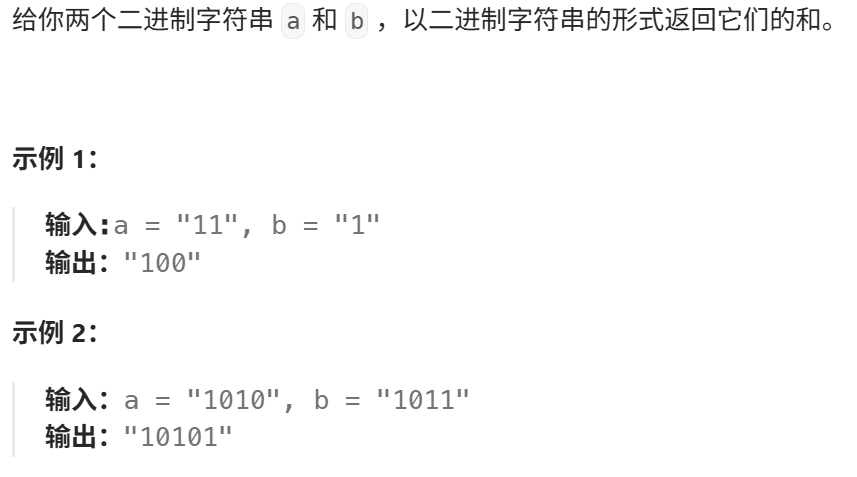 给你两个二进制字符串 a 和 b ，以二进制字符串的形式返回它们的和。
示例 1：
输入:a = "11", b = "1"
输出："100"
示例 2：
输入：a = "1010", b = "1011"
输出："10101"